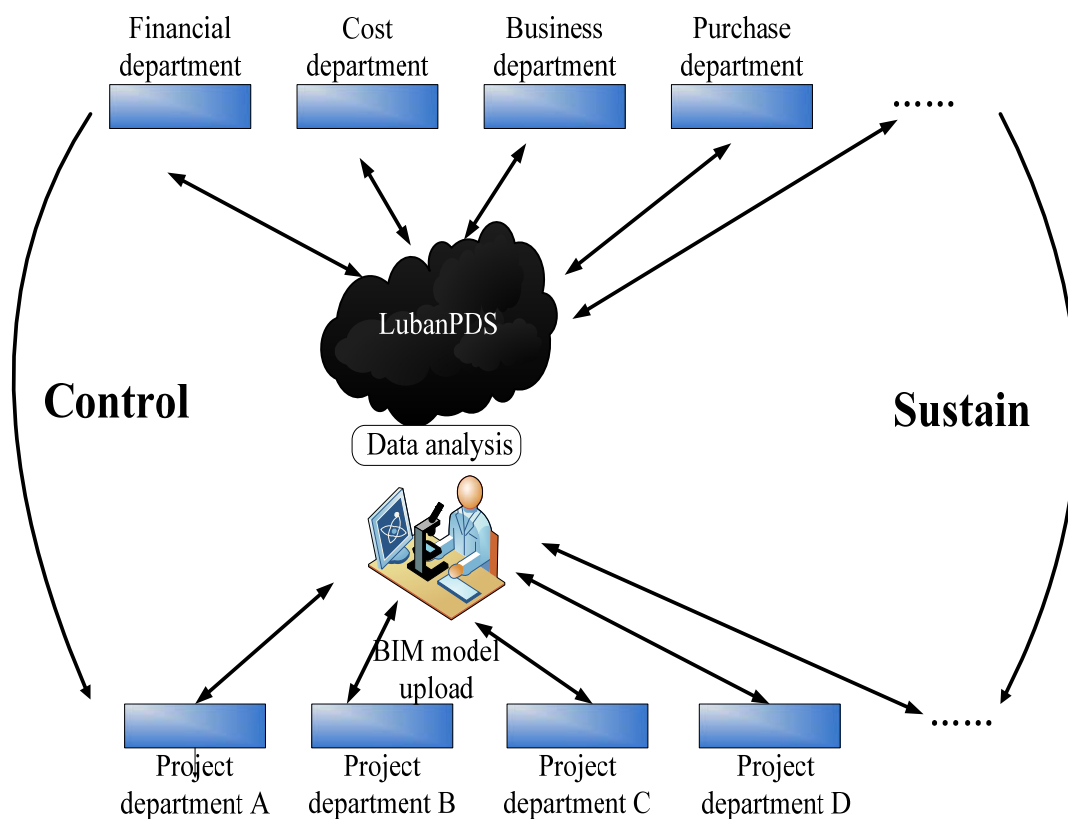 Financial
department
Cost
department
Business
department
Purchase
department
......
LubanPDS
Control
Sustain
Data analysis
BIM model
upload
......
Project
department A
Project
department B
Project
department C
Project
department D